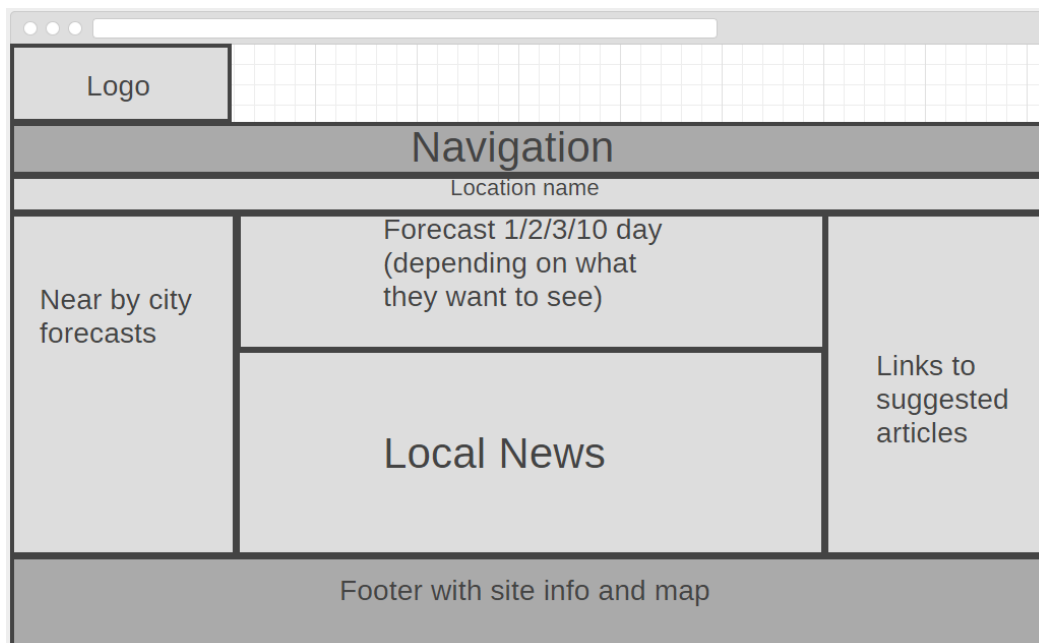 Logo
Navigation
Location name
Near by city
forecasts
Forecast 1/2/3/10 day
(depending on what
they want to see)
Local News
Links to
suggested
articles
Footer with site info and map